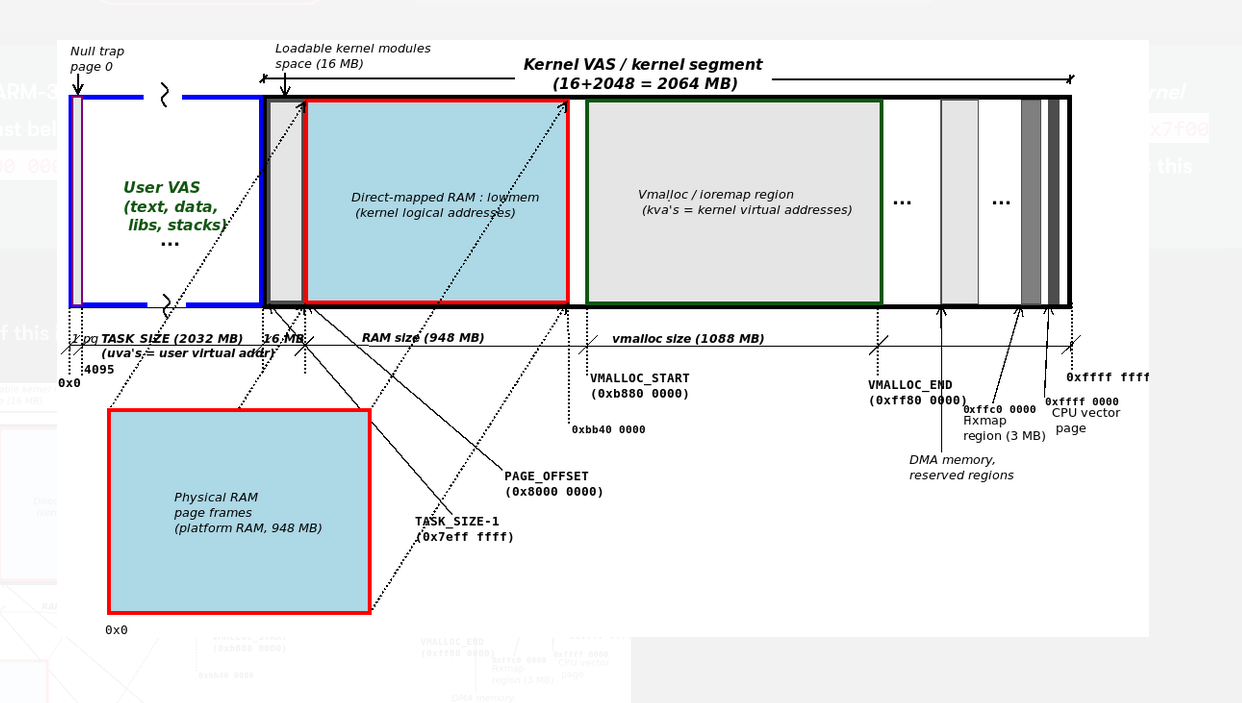 Null trap
page 0
Loadable kernel modules
space (16 MB)
Kernel VAS / kernel segment
(16+2048 = 2064 MB)
User VAS
(text, data,
libs, stacks)
...
Direct-mapped RAM : lowmem
(kernel logical addresses)
Vmalloc / ioremap region
(kva's = kernel virtual addresses)
...
...
1 pg
TASK SIZE (2032 MB)
(uva's = user virtual addr)
16 MB
RAM size (948 MB)
vmalloc size (1088 MB)
4095
0x0
VMALLOC_START
(0xb880 0000)
0xbb40 0000
VMALLOC_END
(0xff80 0000)
0xffff ffff
0xffc0 0000
Fixmap
region (3 MB)
0xffff 0000
CPU vector
page
DMA memory,
reserved regions
PAGE_OFFSET
(0x8000 0000)
TASK_SIZE-1
(0x7eff ffff)
Physical RAM
page frames
(platform RAM, 948 MB)
0x0